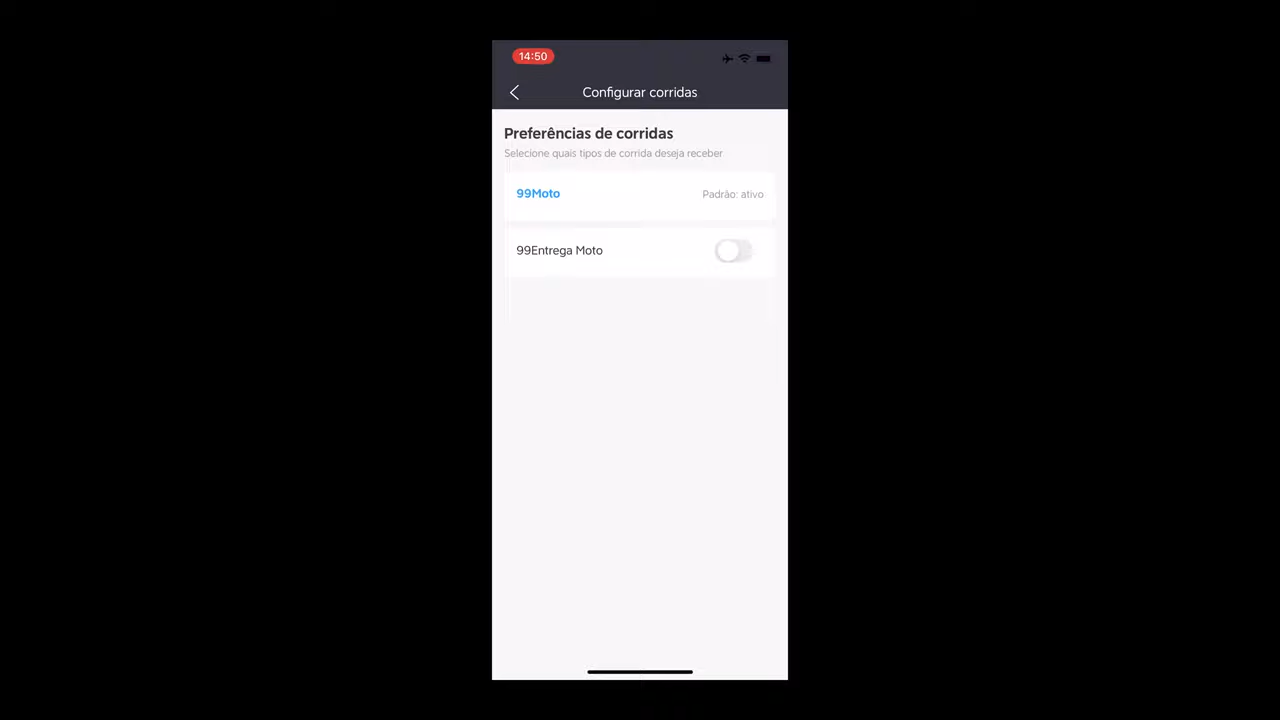 14:50
Configurar corridas
Preferências de corridas
Selecione quais tipos de corrida deseja receber
99Moto
Padrão: ativo
99Entrega Moto